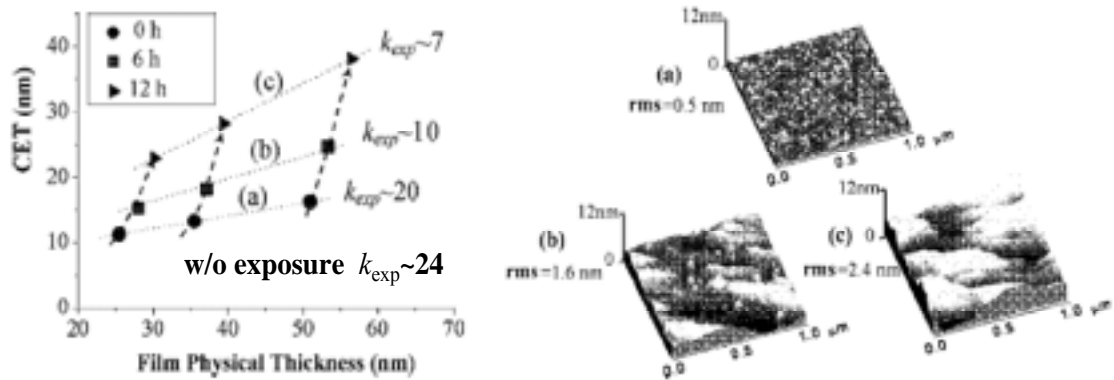 0 h
6 h
12 h
CET (nm)
40
30
20
10
0
20 30 40 50 60 70
Film Physical Thickness (nm)
(c)
(b)
(a)
kexp~7
kexp~10
kexp~20
w/o exposure kexp~24
12nm
0
(a)
rms=0.5 nm
0.0 0.5 1.0 μm
12nm
0
(b)
rms=1.6 nm
0.0 0.5 1.0 μm
12nm
0
(c)
rms=2.4 nm
0.0 0.5 1.0 μm